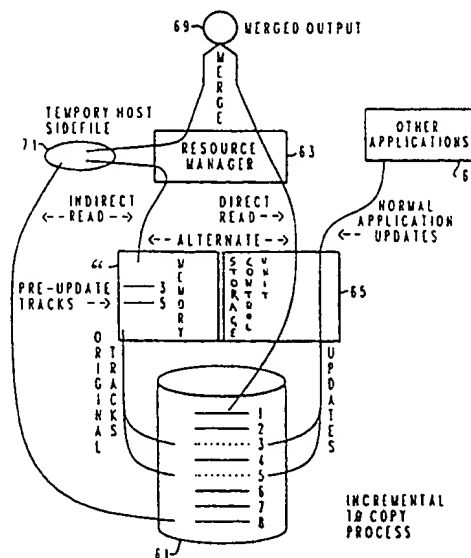 69
MERGED OUTPUT
MERGE
TEMPORY HOST
SIDEFILE
71
RESOURCE
MANAGER
63
OTHER
APPLICATIONS
INDIRECT
<-- READ -->
DIRECT
READ
<-- ALTERNATE -->
NORMAL
APPLICATION
<-- UPDATES
PRE-UPDATE
TRACKS -->
3
5
MEMORY
STORAGE
CONTROL
UNIT
65
ORIGINAL
TRACKS
UPDATES
1
2
3
4
5
6
7
8
INCREMENTAL
T0 COPY
PROCESS
61